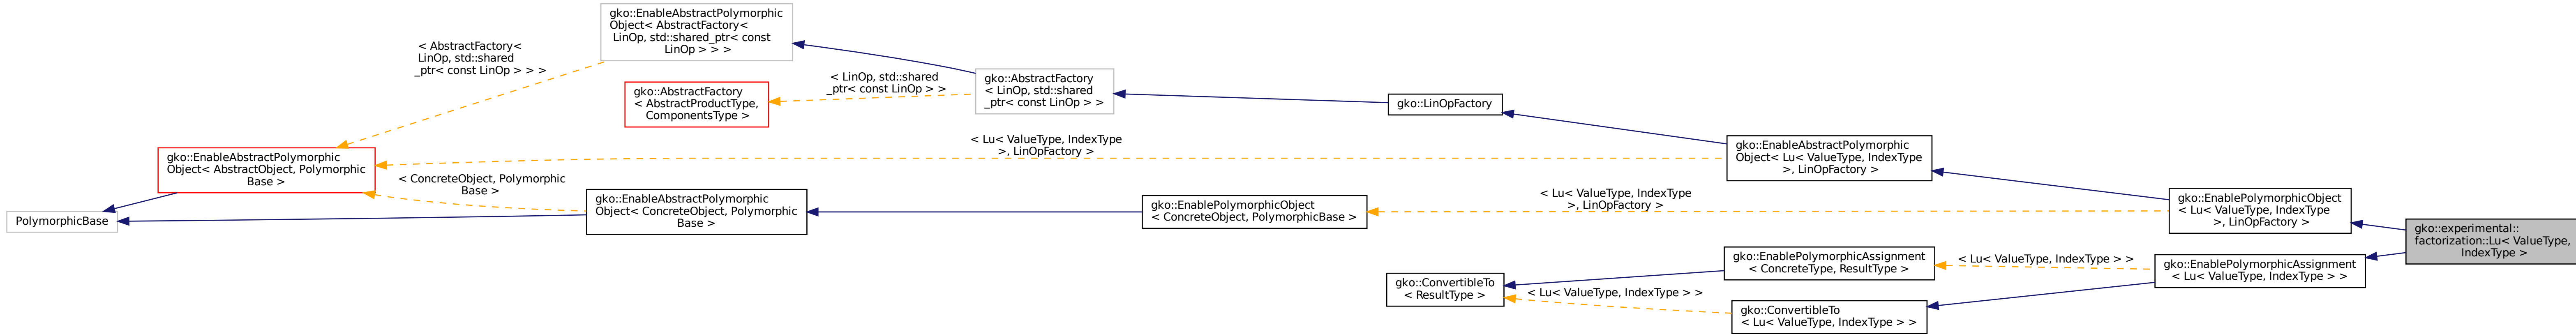 gko::EnableAbstractPolymorphic
Object< AbstractFactory<
LinOp, std::shared_ptr< const
LinOp > > >
< AbstractFactory<
LinOp, std::shared
_ptr< const LinOp > > >
gko::AbstractFactory
< AbstractProductType,
ComponentsType >
< LinOp, std::shared
_ptr< const LinOp > >
gko::AbstractFactory
< LinOp, std::shared
_ptr< const LinOp > >
gko::LinOpFactory
< Lu< ValueType, IndexType
>, LinOpFactory >
gko::EnableAbstractPolymorphic
Object< Lu< ValueType, IndexType
>, LinOpFactory >
gko::EnableAbstractPolymorphic
Object< AbstractObject, Polymorphic
Base >
< ConcreteObject, Polymorphic
Base >
PolymorphicBase
gko::EnableAbstractPolymorphic
Object< ConcreteObject, Polymorphic
Base >
gko::EnablePolymorphicObject
< ConcreteObject, PolymorphicBase >
< Lu< ValueType, IndexType
>, LinOpFactory >
gko::EnablePolymorphicObject
< Lu< ValueType, IndexType
>, LinOpFactory >
gko::experimental::
factorization::Lu< ValueType,
IndexType >
gko::ConvertibleTo
< ResultType >
gko::EnablePolymorphicAssignment
< ConcreteType, ResultType >
< Lu< ValueType, IndexType > >
gko::EnablePolymorphicAssignment
< Lu< ValueType, IndexType > >
< Lu< ValueType, IndexType > >
gko::ConvertibleTo
< Lu< ValueType, IndexType > >